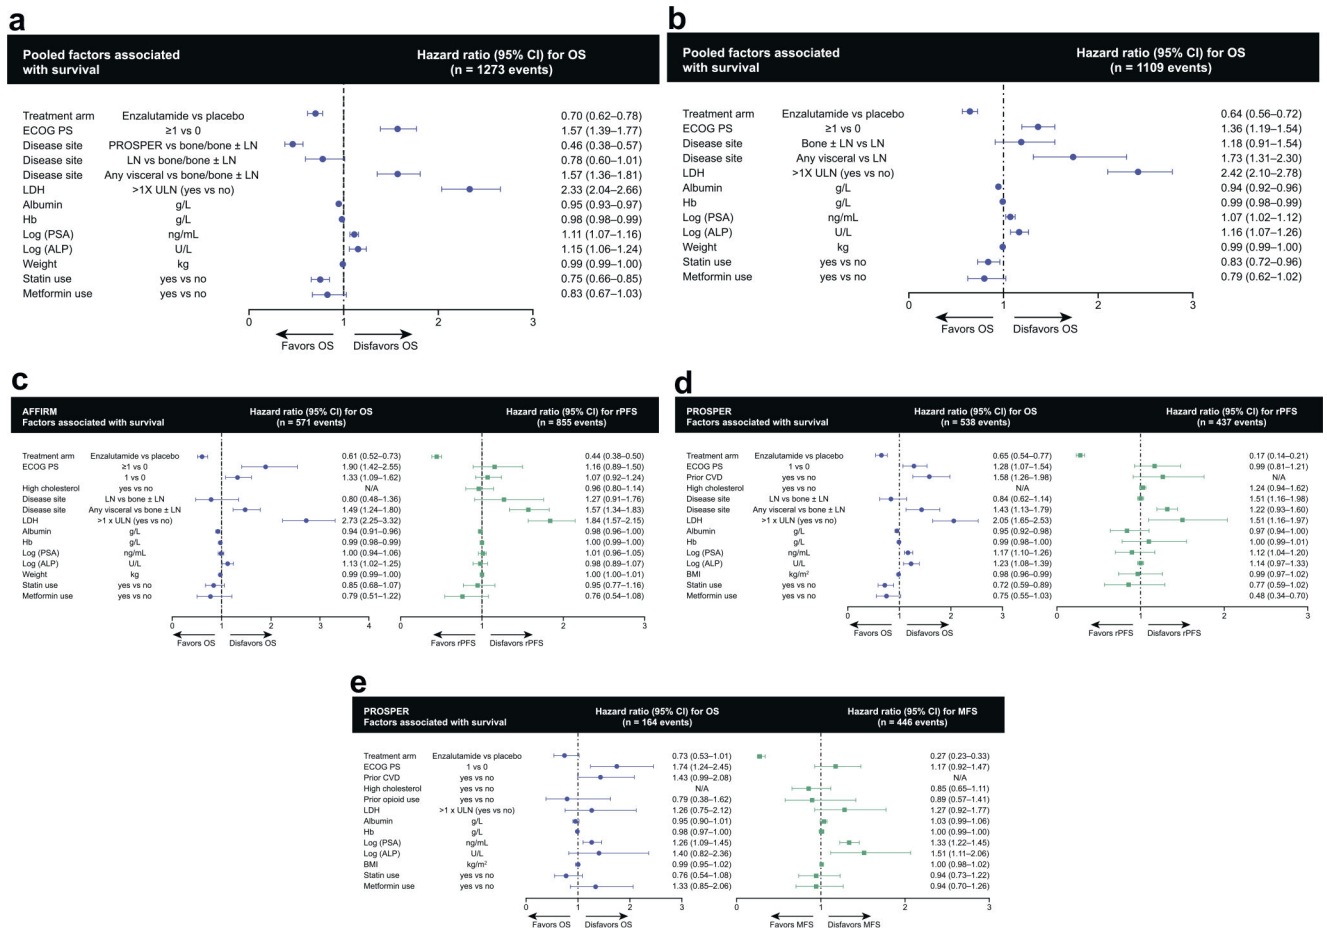 a
Pooled factors associated with survival
Hazard ratio (95% CI) for OS (n = 1273 events)
Treatment arm Enzalutamide vs placebo 0.70 (0.62–0.78)
ECOG PS ≥1 vs 0 1.57 (1.39–1.77)
Disease site PROSPER vs bone/bone ± LN 0.46 (0.38–0.57)
Disease site LN vs bone/bone ± LN 0.78 (0.60–1.01)
Disease site Any visceral vs bone/bone ± LN 1.57 (1.36–1.81)
LDH >1X ULN (yes vs no) 2.33 (2.04–2.66)
Albumin g/L 0.95 (0.93–0.97)
Hb g/L 0.98 (0.98–0.99)
Log (PSA) ng/mL 1.11 (1.07–1.16)
Log (ALP) U/L 1.15 (1.06–1.24)
Weight kg 0.99 (0.99–1.00)
Statin use yes vs no 0.75 (0.66–0.85)
Metformin use yes vs no 0.83 (0.67–1.03)
0 1 2 3
Favors OS Disfavors OS
b
Pooled factors associated with survival
Hazard ratio (95% CI) for OS (n = 1109 events)
Treatment arm Enzalutamide vs placebo 0.64 (0.56–0.72)
ECOG PS ≥1 vs 0 1.36 (1.19–1.54)
Disease site Bone ± LN vs LN 1.18 (0.91–1.54)
Disease site Any visceral vs LN 1.73 (1.31–2.30)
LDH >1X ULN (yes vs no) 2.42 (2.10–2.78)
Albumin g/L 0.94 (0.92–0.96)
Hb g/L 0.99 (0.98–0.99)
Log (PSA) ng/mL 1.07 (1.02–1.12)
Log (ALP) U/L 1.16 (1.07–1.26)
Weight kg 0.99 (0.99–1.00)
Statin use yes vs no 0.83 (0.72–0.96)
Metformin use yes vs no 0.79 (0.62–1.02)
0 1 2 3
Favors OS Disfavors OS
c
AFFIRM
Factors associated with survival
Hazard ratio (95% CI) for OS (n = 571 events)
Hazard ratio (95% CI) for rPFS (n = 855 events)
Treatment arm Enzalutamide vs placebo 0.61 (0.52–0.73) 0.44 (0.38–0.50)
ECOG PS ≥1 vs 0 1.90 (1.42–2.55) 1.16 (0.89–1.50)
1 vs 0 1.33 (1.09–1.62) 1.07 (0.92–1.24)
High cholesterol yes vs no N/A 0.96 (0.80–1.14)
Disease site LN vs bone ± LN 0.80 (0.48–1.36) 1.27 (0.91–1.76)
Disease site Any visceral vs bone ± LN 1.49 (1.24–1.80) 1.57 (1.34–1.83)
LDH >1 x ULN (yes vs no) 2.73 (2.25–3.32) 1.84 (1.57–2.15)
Albumin g/L 0.94 (0.91–0.96) 0.98 (0.96–1.00)
Hb g/L 0.99 (0.98–0.99) 1.00 (0.99–1.00)
Log (PSA) ng/mL 1.00 (0.94–1.06) 1.01 (0.96–1.05)
Log (ALP) U/L 1.13 (1.02–1.25) 0.98 (0.89–1.07)
Weight kg 0.99 (0.99–1.00) 1.00 (1.00–1.01)
Statin use yes vs no 0.85 (0.68–1.07) 0.95 (0.77–1.16)
Metformin use yes vs no 0.79 (0.51–1.22) 0.76 (0.54–1.08)
0 1 2 3 4 0 1 2 3
Favors OS Disfavors OS Favors rPFS Disfavors rPFS
d
PROSPER
Factors associated with survival
Hazard ratio (95% CI) for OS (n = 538 events)
Hazard ratio (95% CI) for rPFS (n = 437 events)
Treatment arm Enzalutamide vs placebo 0.65 (0.54–0.77) 0.17 (0.14–0.21)
ECOG PS 1 vs 0 1.28 (1.07–1.54) 0.99 (0.81–1.21)
Prior CVD yes vs no 1.58 (1.26–1.98) N/A
High cholesterol yes vs no N/A 1.24 (0.94–1.62)
Disease site LN vs bone ± LN 0.84 (0.62–1.14) 1.51 (1.16–1.98)
Disease site Any visceral vs bone ± LN 1.43 (1.13–1.79) 1.22 (0.93–1.60)
LDH >1 x ULN (yes vs no) 2.05 (1.65–2.53) 1.51 (1.16–1.97)
Albumin g/L 0.95 (0.92–0.98) 0.97 (0.94–1.00)
Hb g/L 0.99 (0.98–1.00) 1.00 (0.99–1.01)
Log (PSA) ng/mL 1.17 (1.10–1.26) 1.12 (1.04–1.20)
Log (ALP) U/L 1.23 (1.08–1.39) 1.14 (0.97–1.33)
BMI kg/m² 0.98 (0.96–0.99) 0.99 (0.97–1.02)
Statin use yes vs no 0.72 (0.59–0.89) 0.77 (0.59–1.02)
Metformin use yes vs no 0.75 (0.55–1.03) 0.48 (0.34–0.70)
0 1 2 3 0 1 2 3
Favors OS Disfavors OS Favors rPFS Disfavors rPFS
e
PROSPER
Factors associated with survival
Hazard ratio (95% CI) for OS (n = 164 events)
Hazard ratio (95% CI) for MFS (n = 446 events)
Treatment arm Enzalutamide vs placebo 0.73 (0.53–1.01) 0.27 (0.23–0.33)
ECOG PS 1 vs 0 1.74 (1.24–2.45) 1.17 (0.92–1.47)
Prior CVD yes vs no 1.43 (0.99–2.08) N/A
High cholesterol yes vs no N/A 0.85 (0.65–1.11)
Prior opioid use yes vs no 0.79 (0.38–1.62) 0.89 (0.57–1.41)
LDH >1 x ULN (yes vs no) 1.26 (0.75–2.12) 1.27 (0.92–1.77)
Albumin g/L 0.95 (0.90–1.01) 1.03 (0.99–1.06)
Hb g/L 0.98 (0.97–1.00) 1.00 (0.99–1.00)
Log (PSA) ng/mL 1.26 (1.09–1.45) 1.33 (1.22–1.45)
Log (ALP) U/L 1.40 (0.82–2.36) 1.51 (1.11–2.06)
BMI kg/m² 0.99 (0.95–1.02) 1.00 (0.98–1.02)
Statin use yes vs no 0.76 (0.54–1.08) 0.94 (0.73–1.22)
Metformin use yes vs no 1.33 (0.85–2.06) 0.94 (0.70–1.26)
0 1 2 3 0 1 2 3
Favors OS Disfavors OS Favors MFS Disfavors MFS